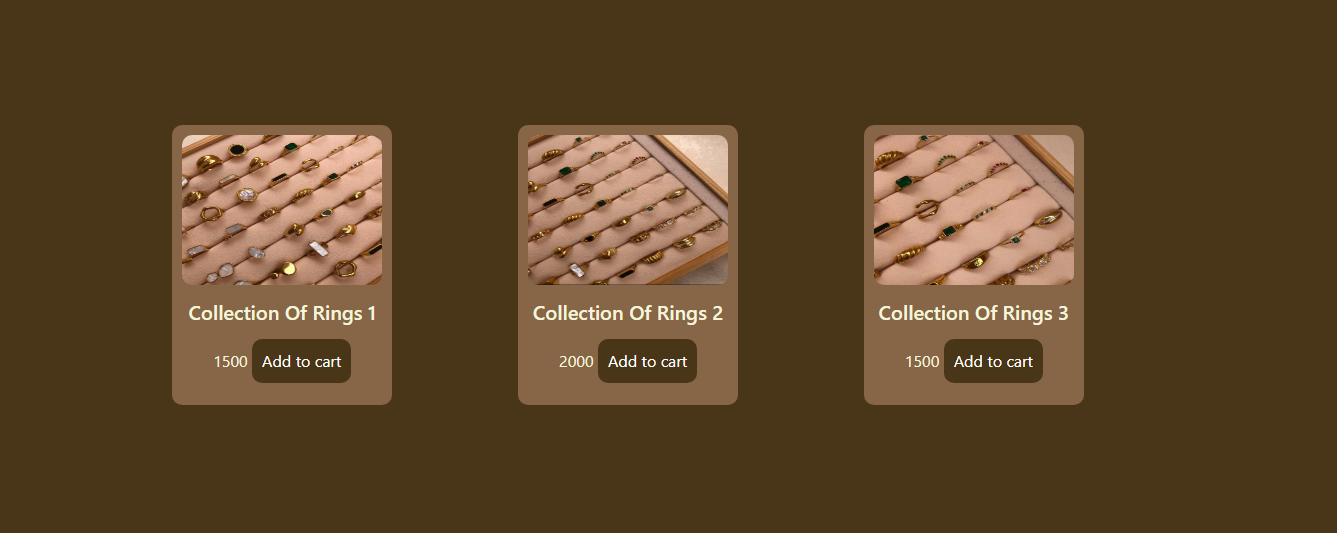 Collection Of Rings 1
1500 Add to cart
Collection Of Rings 2
2000 Add to cart
Collection Of Rings 3
1500 Add to cart